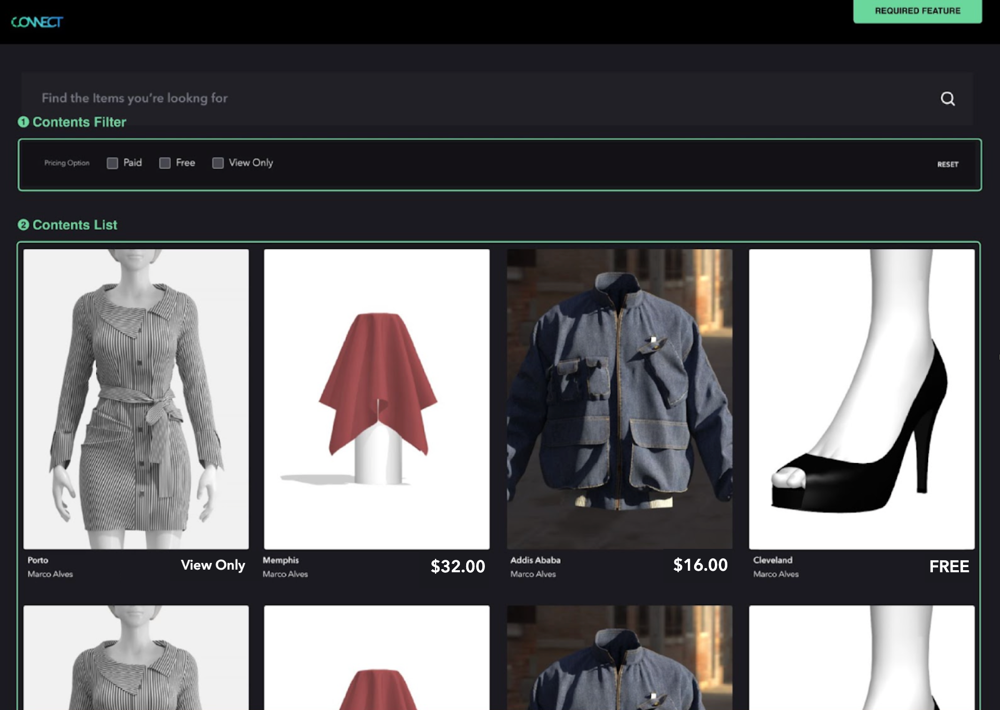 CONNECT
REQUIRED FEATURE
Find the Items you're lookng for
1 Contents Filter
Pricing Option Paid Free View Only RESET
2 Contents List
Porto
Marco Alves
View Only
Memphis
Marco Alves
$32.00
Addis Ababa
Marco Alves
$16.00
Cleveland
Marco Alves
FREE